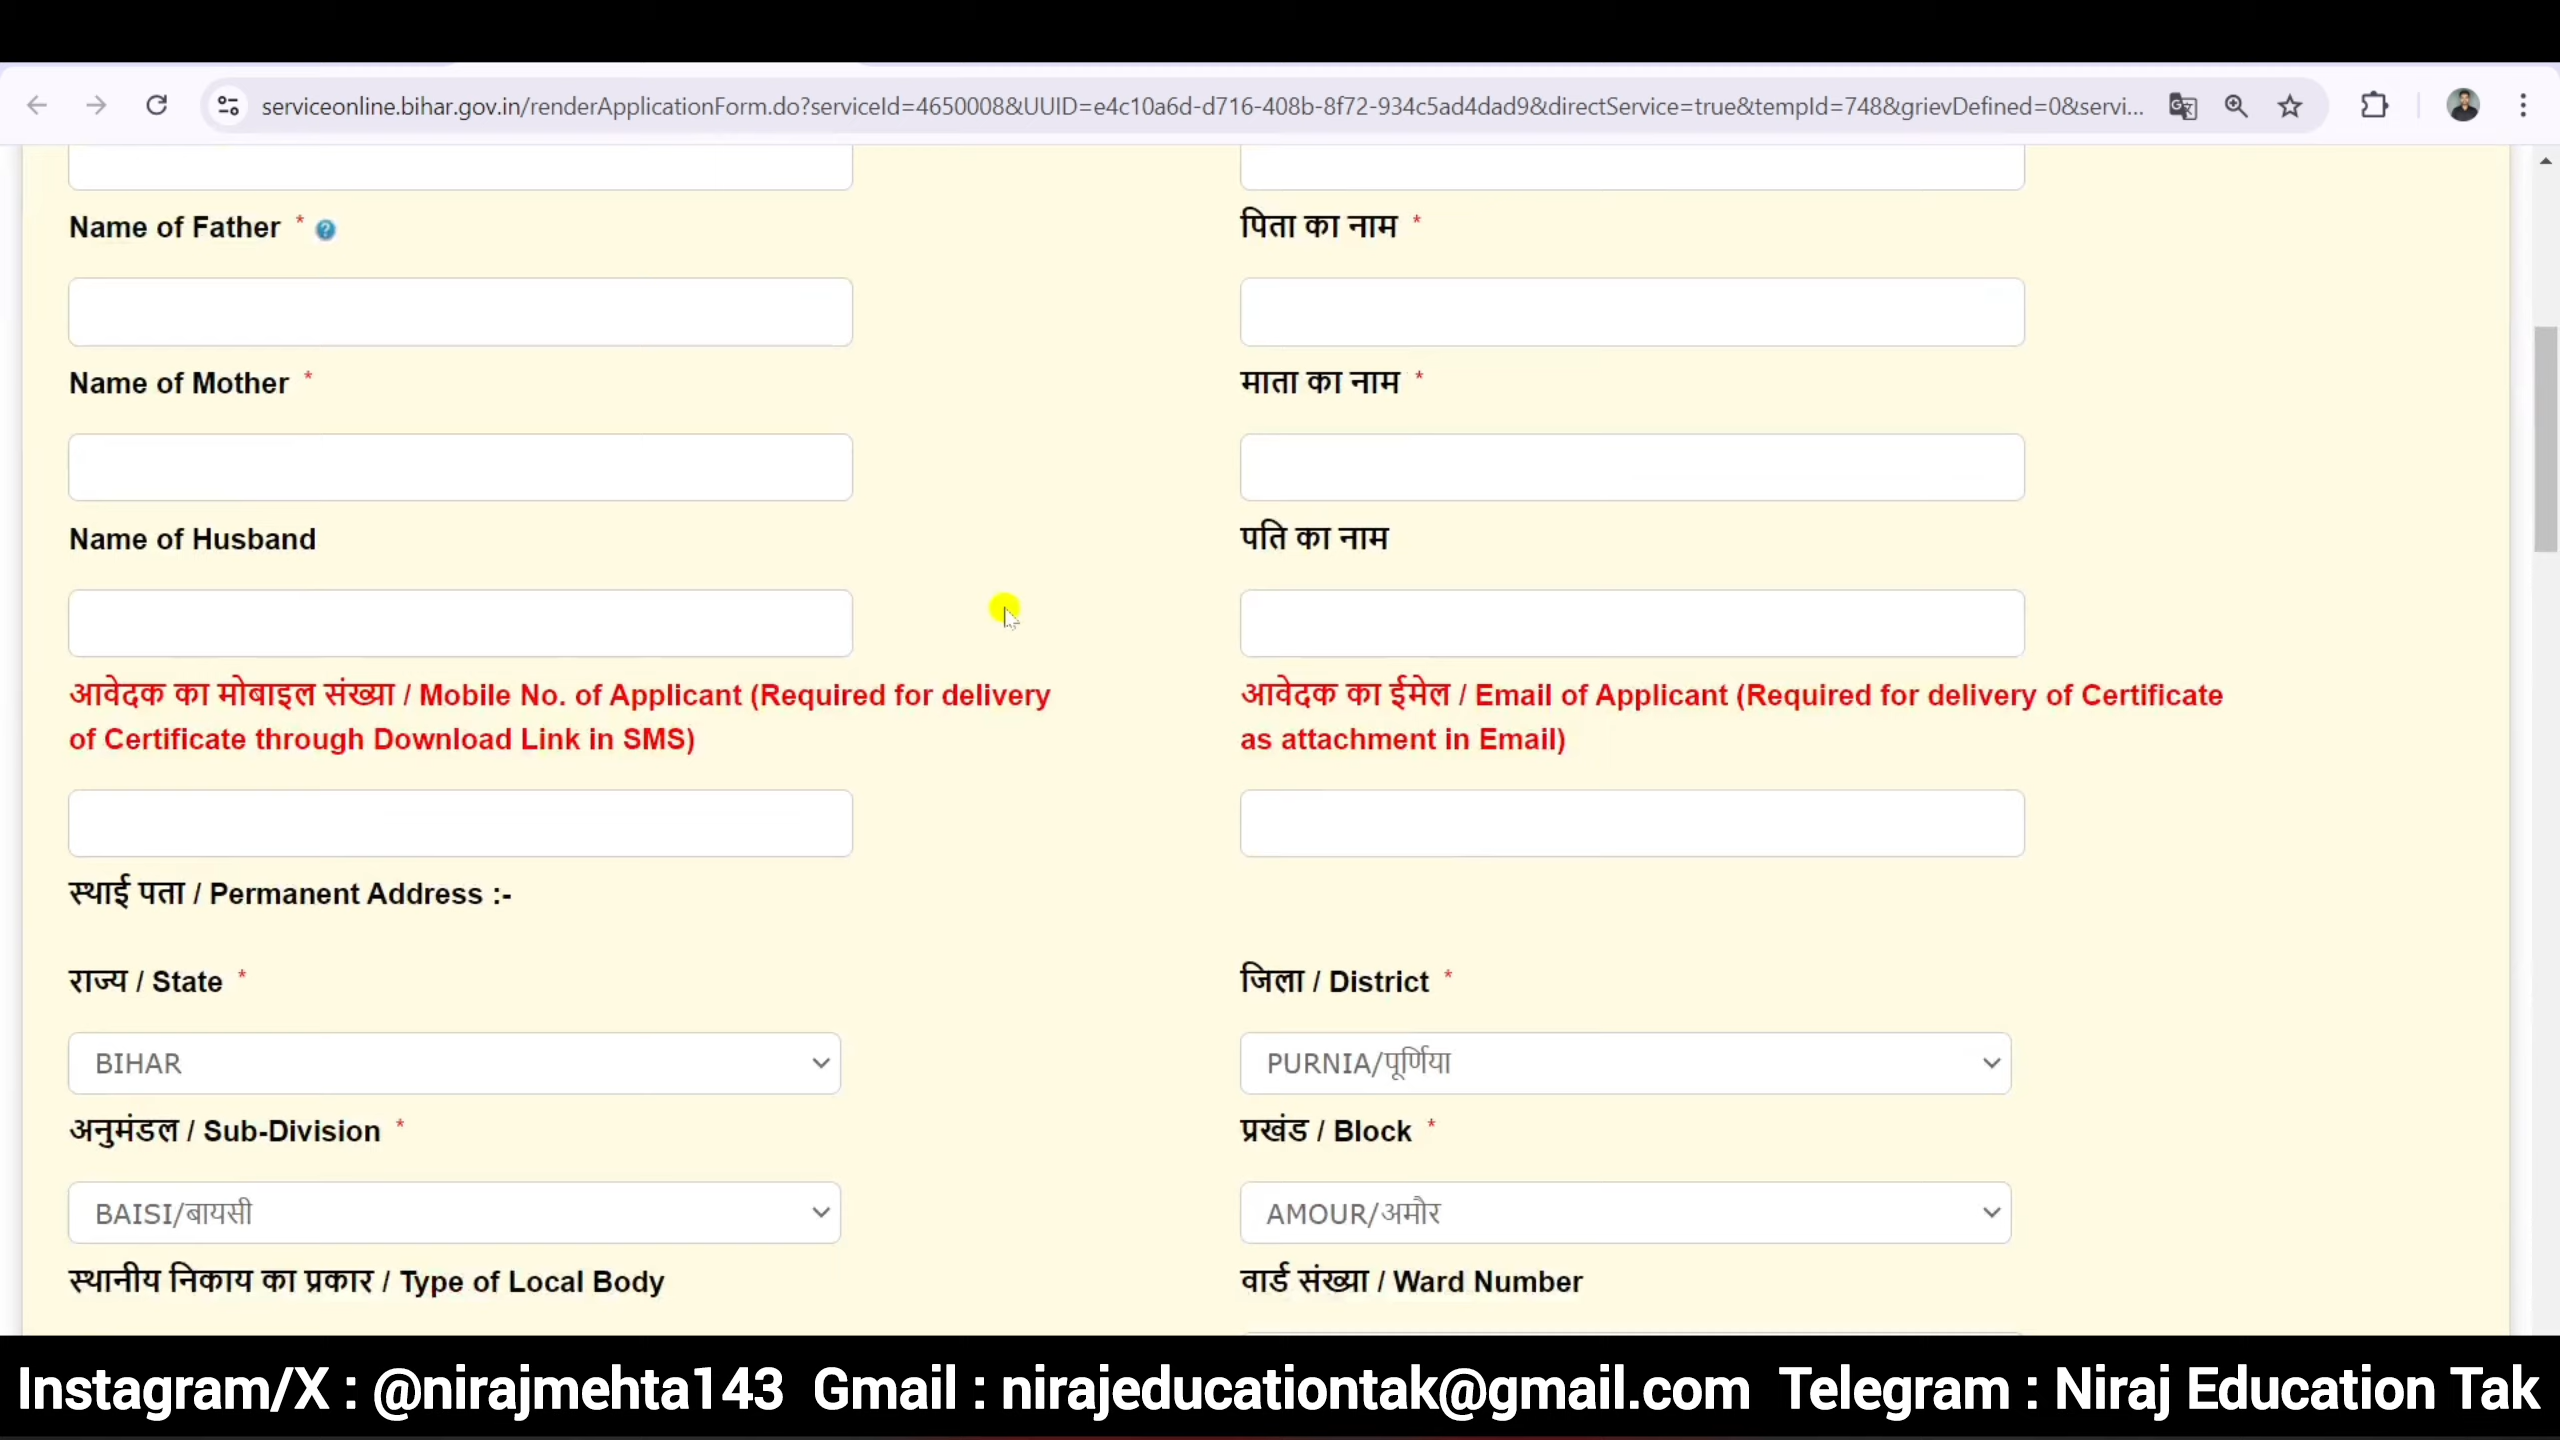 serviceonline.bihar.gov.in/renderApplicationForm.do?serviceId=4650008&UUID=e4c10a6d-d716-408b-8f72-934c5ad4dad9&directService=true&tempId=748&grievDefined=0&servi...
Name of Father * ?
पिता का नाम *
Name of Mother *
माता का नाम *
Name of Husband
पति का नाम
आवेदक का मोबाइल संख्या / Mobile No. of Applicant (Required for delivery
of Certificate through Download Link in SMS)
आवेदक का ईमेल / Email of Applicant (Required for delivery of Certificate
as attachment in Email)
स्थाई पता / Permanent Address :-
राज्य / State *
जिला / District *
BIHAR
PURNIA/पूर्णिया
अनुमंडल / Sub-Division *
प्रखंड / Block *
BAISI/बायसी
AMOUR/अमौर
स्थानीय निकाय का प्रकार / Type of Local Body
वार्ड संख्या / Ward Number
Instagram/X : @nirajmehta143 Gmail : nirajeducationtak@gmail.com Telegram : Niraj Education Tak